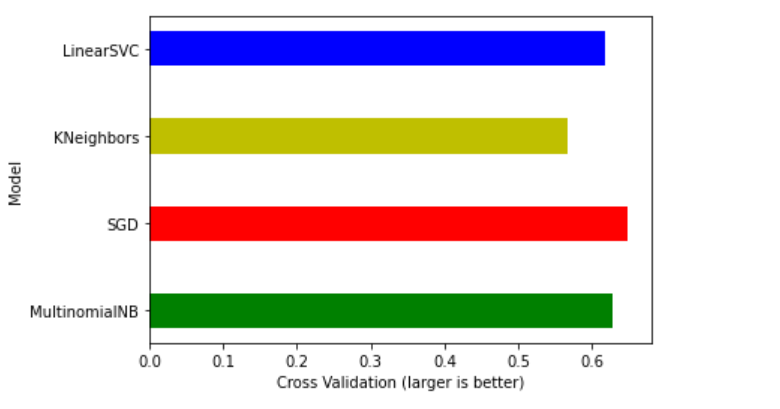 LinearSVC
KNeighbors
SGD
MultinomialNB
Model
0.0 0.1 0.2 0.3 0.4 0.5 0.6
Cross Validation (larger is better)